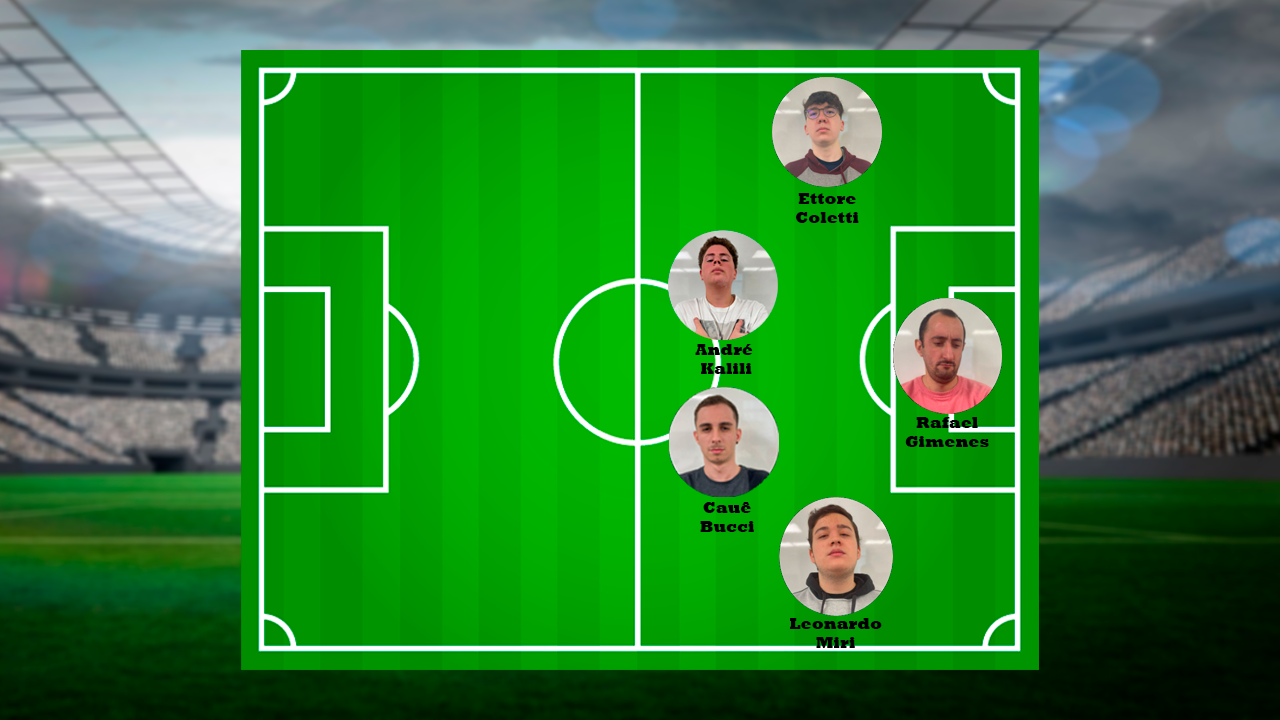 Ettore
Coletti
André
Kalili
Rafael
Gimenes
Cauê
Bucci
Leonardo
Miri